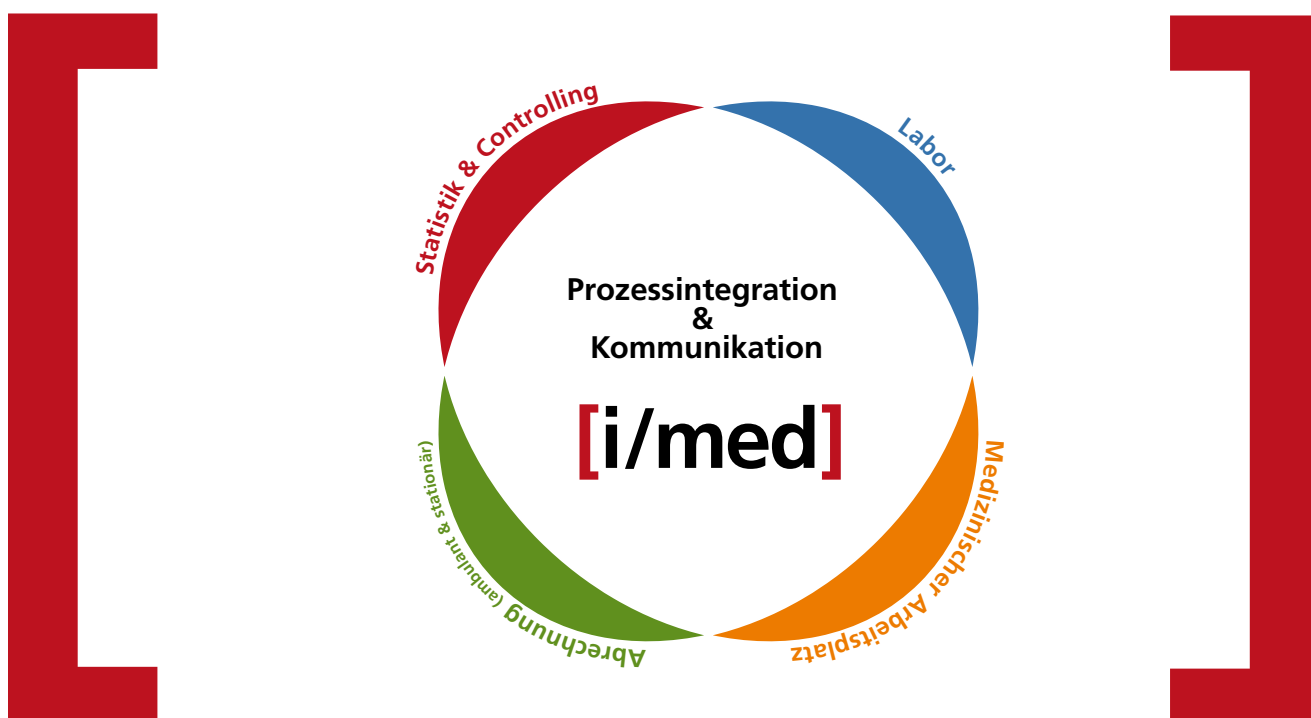 Statistik & Controlling
Labor
Prozessintegration
&
Kommunikation
[i/med]
Abrechnung (ambulant & stationär)
Medizinischer Arbeitsplatz